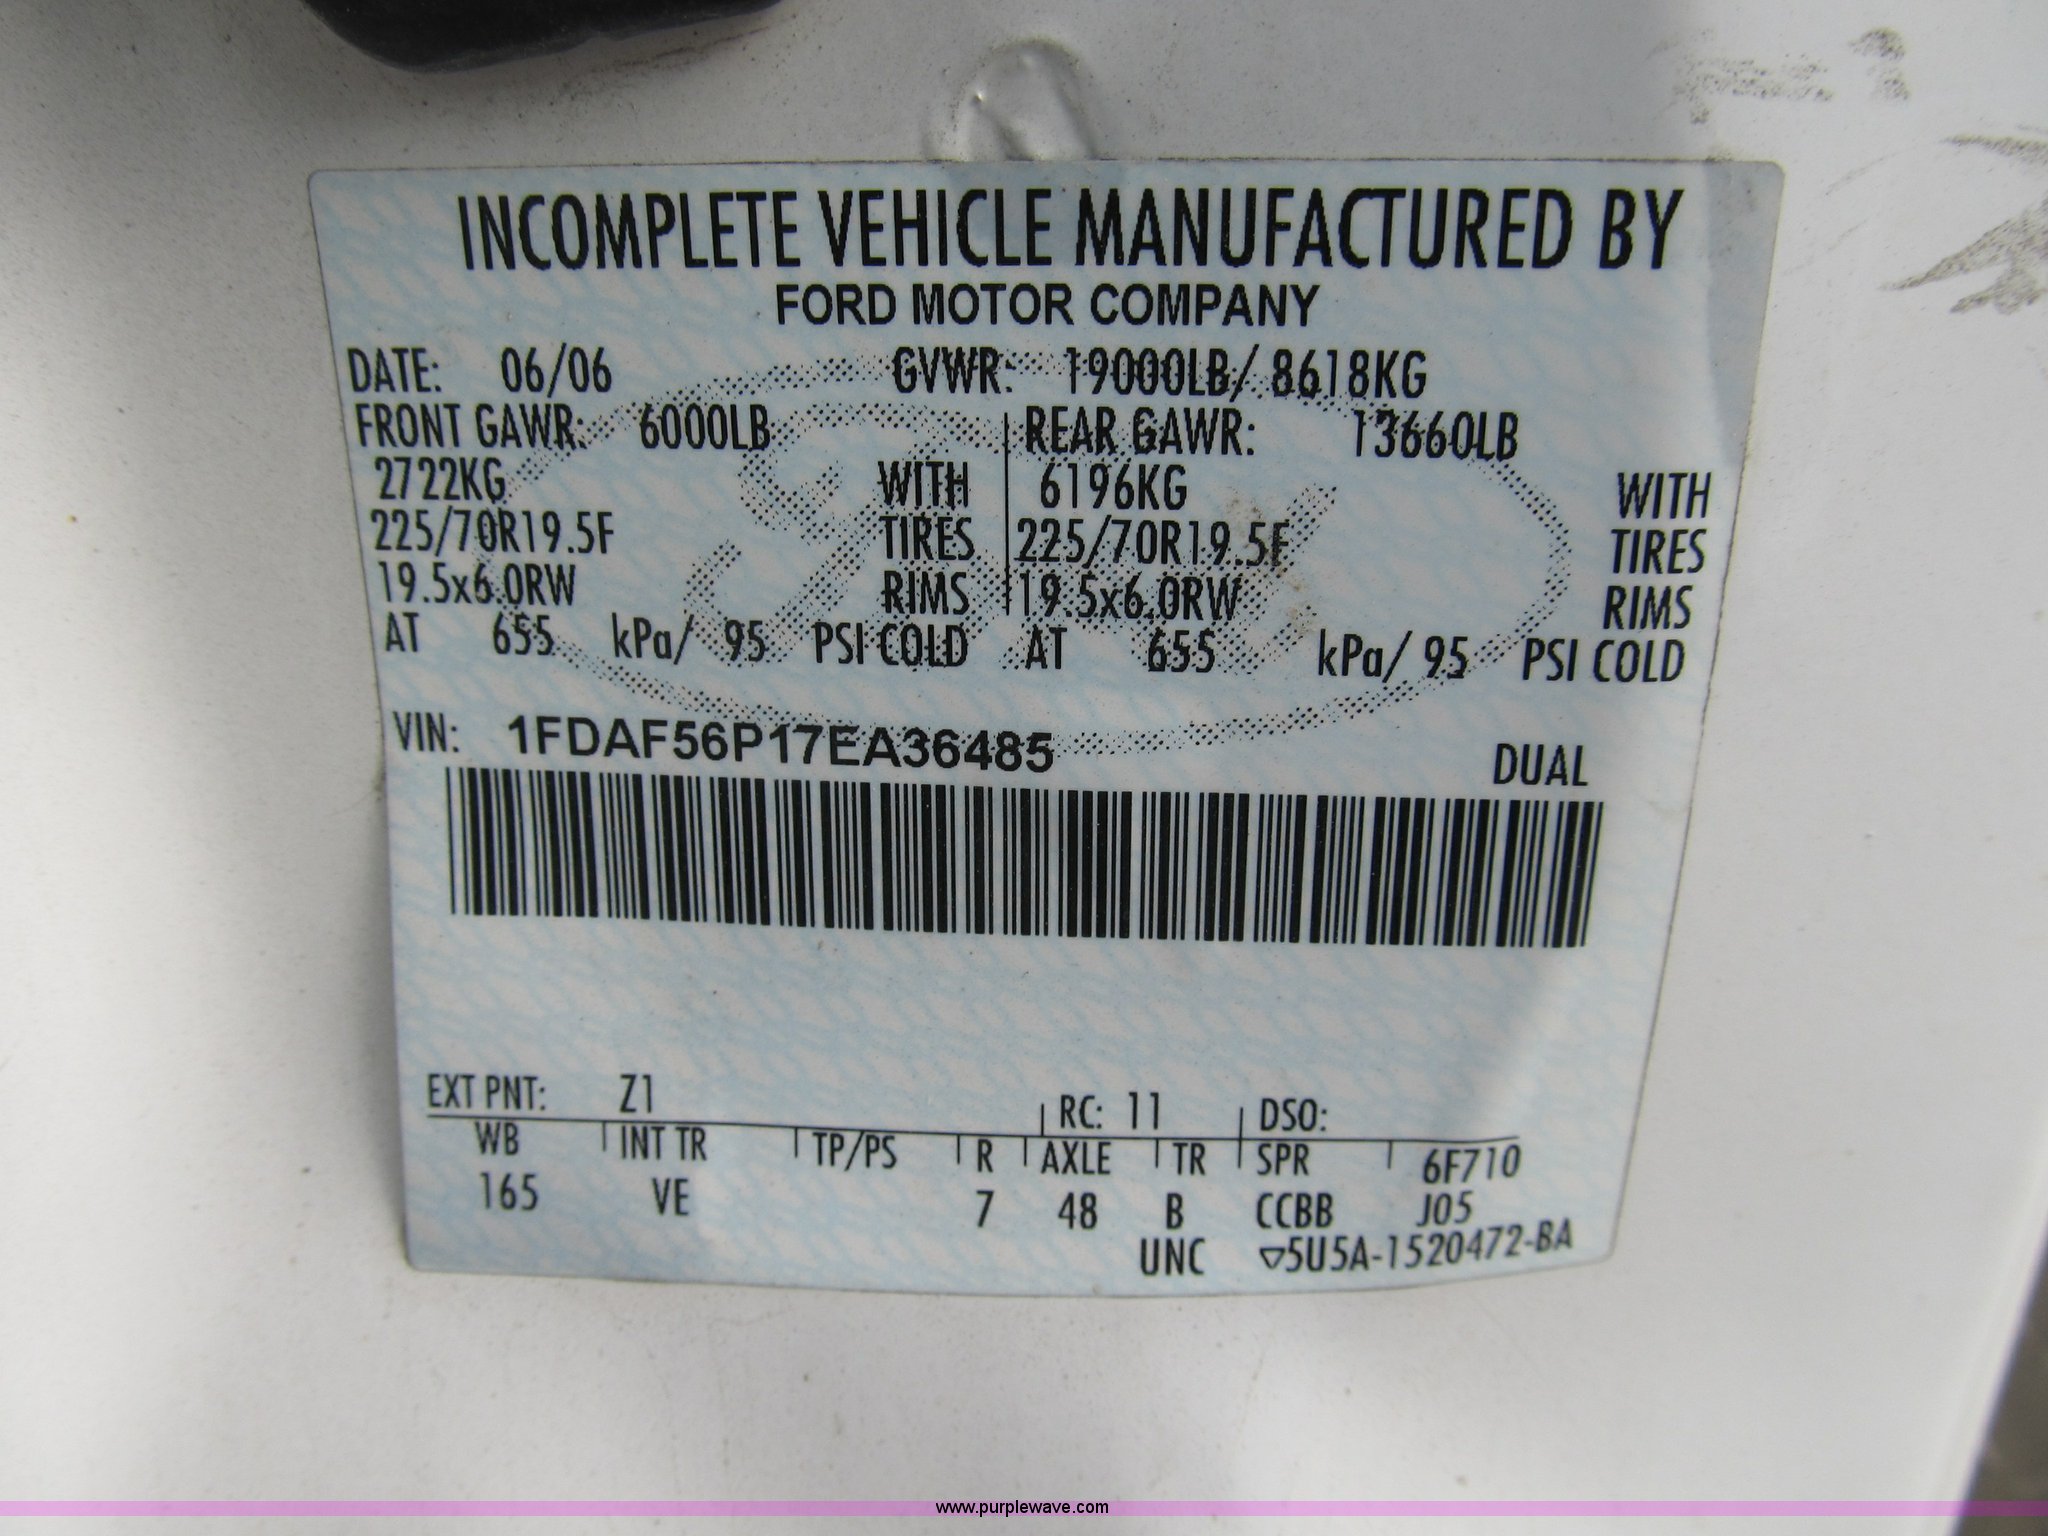 INCOMPLETE VEHICLE MANUFACTURED BY
FORD MOTOR COMPANY
DATE: 06/06 GVWR: 19000LB/ 8618KG
FRONT GAWR: 6000LB REAR GAWR: 13660LB
2722KG WITH 6196KG WITH
225/70R19.5F TIRES 225/70R19.5F TIRES
19.5x6.0RW RIMS 19.5x6.0RW RIMS
AT 655 kPa/ 95 PSI COLD AT 655 kPa/ 95 PSI COLD
VIN: 1FDAF56P17EA36485
DUAL
EXT PNT: Z1 RC: 11 DSO:
WB INT TR TP/PS R AXLE TR SPR 6F710
165 VE 7 48 B CCBB J05
UNC ▽5U5A-1520472-BA
www.purplewave.com